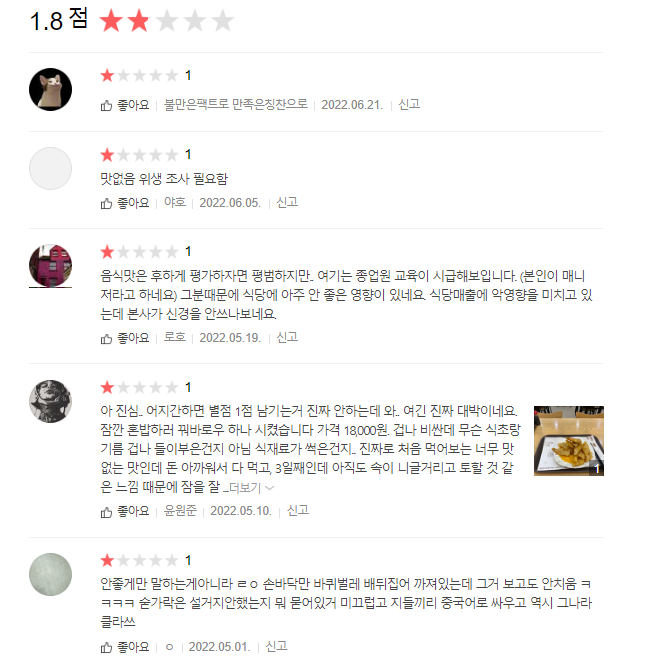 1.8 점
1
좋아요 불만은팩트로 만족은칭찬으로 2022.06.21. 신고
1
맛없음 위생 조사 필요함
좋아요 야호 2022.06.05. 신고
1
음식맛은 후하게 평가하자면 평범하지만.. 여기는 종업원 교육이 시급해보입니다. (본인이 매니
저라고 하네요) 그분때문에 식당에 아주 안 좋은 영향이 있네요. 식당매출에 악영향을 미치고 있
는데 본사가 신경을 안쓰나보네요.
좋아요 로호 2022.05.19. 신고
1
아 진심.. 어지간하면 별점 1점 남기는거 진짜 안하는데 와.. 여긴 진짜 대박이네요.
잠깐 혼밥하러 꿔바로우 하나 시켰습니다 가격 18,000원. 겁나 비싼데 무슨 식초랑
기름 겁나 들이부은건지 아님 식재료가 썩은건지.. 진짜로 처음 먹어보는 너무 맛
없는 맛인데 돈 아까워서 다 먹고, 3일째인데 아직도 속이 니글거리고 토할 것 같
은 느낌 때문에 잠을 잘 ...더보기
1
좋아요 윤원준 2022.05.10. 신고
1
안좋게만 말하는게아니라 ㄹㅇ 손바닥만 바퀴벌레 배뒤집어 까져있는데 그거 보고도 안치움 ㅋ
ㅋㅋㅋㅋ 숟가락은 설거지안했는지 뭐 묻어있거 미끄럽고 지들끼리 중국어로 싸우고 역시 그나라
클라쓰
좋아요 ㅇ 2022.05.01. 신고